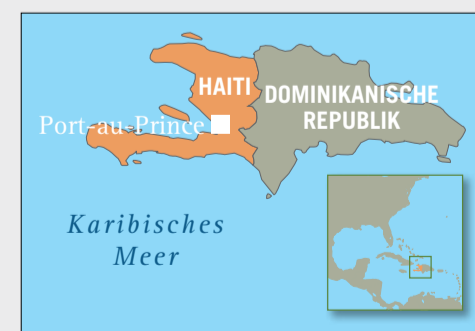 HAITI
DOMINIKANISCHE
REPUBLIK
Port-au-Prince
Karibisches
Meer